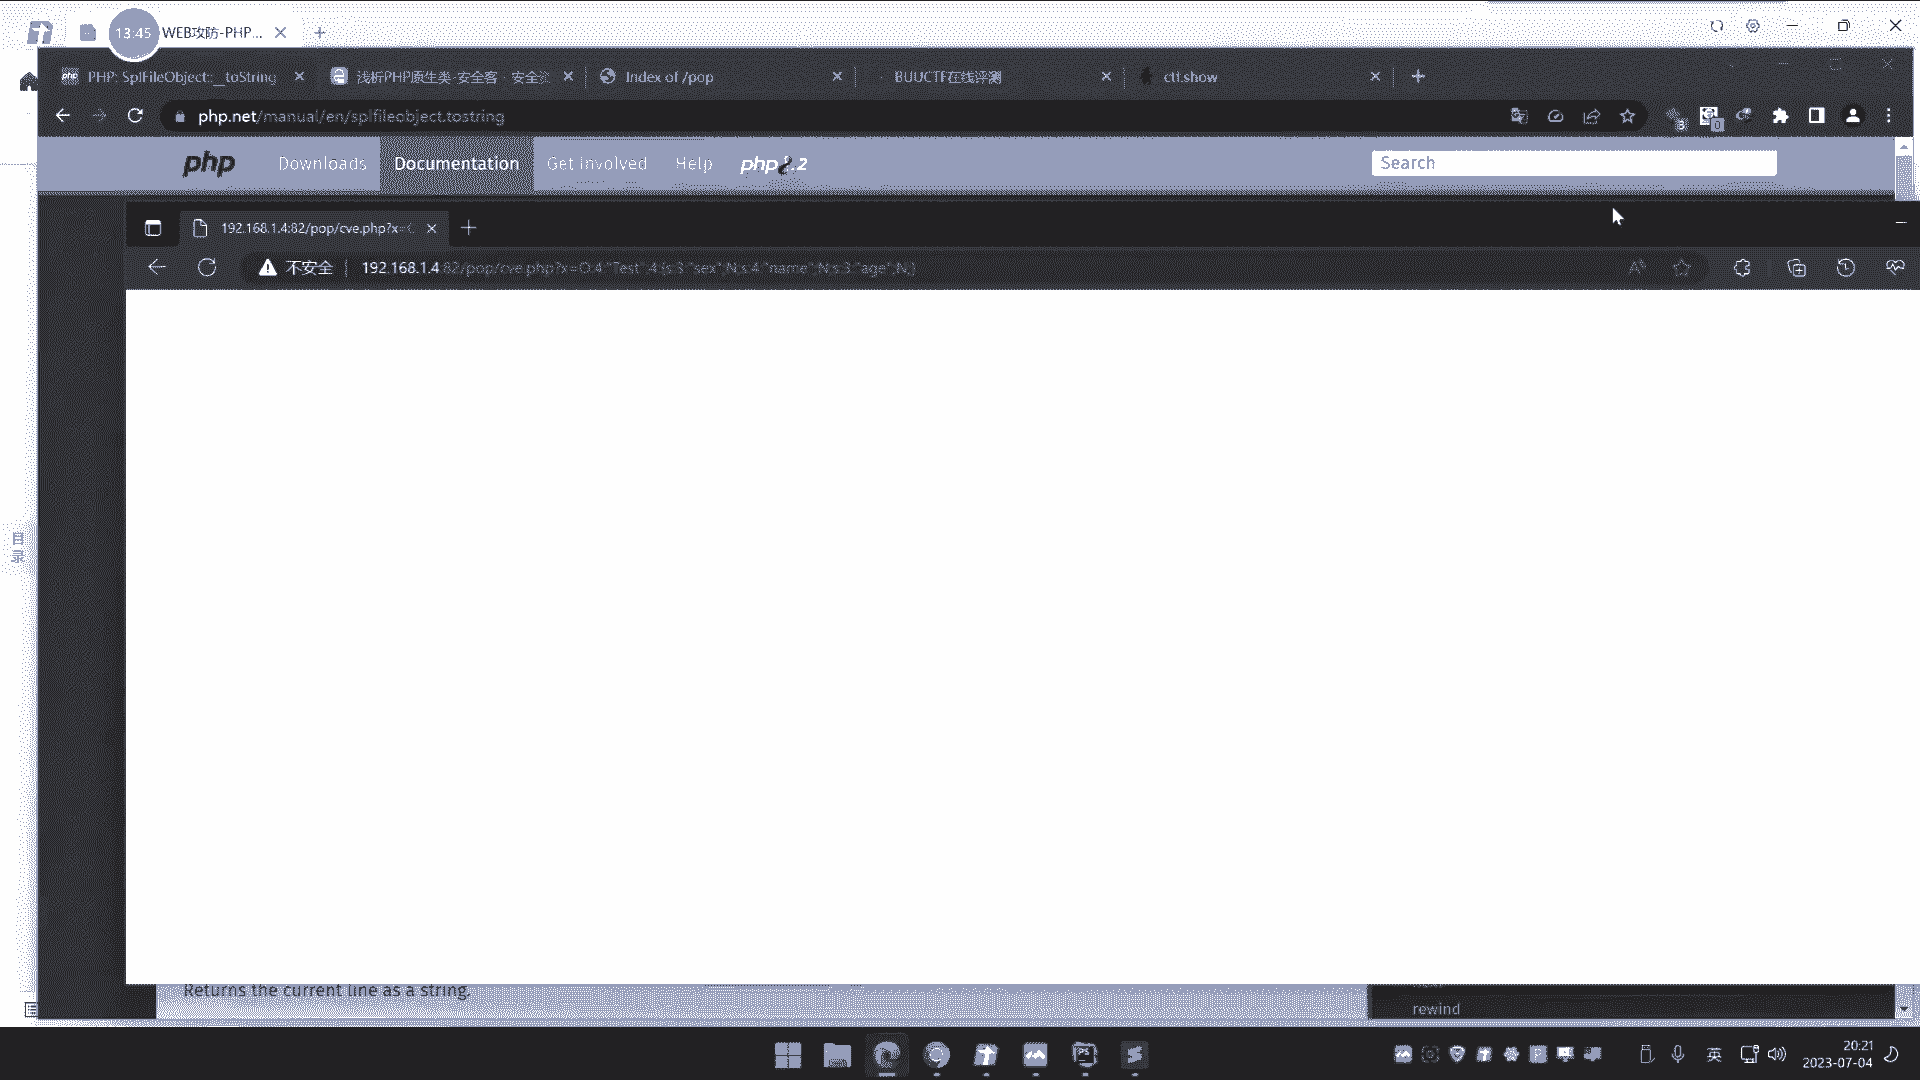 13:45
WEB攻防-PHP...
PHP: SplFileObject::__toString
浅析PHP原生类-安全客 - 安全
Index of /pop
BUUCTF在线评测
ctf.show
php.net/manual/en/splfileobject.tostring
php
Downloads
Documentation
Get Involved
Help
php8.2
Search
192.168.1.4:82/pop/cve.php?x=
不安全
192.168.1.4:82/pop/cve.php?x=O:4:"Test":4:{s:3:"sex";N;s:4:"name";N;s:3:"age";N;}
目
录
Returns the current line as a string.
rewind
英
20:21
2023-07-04